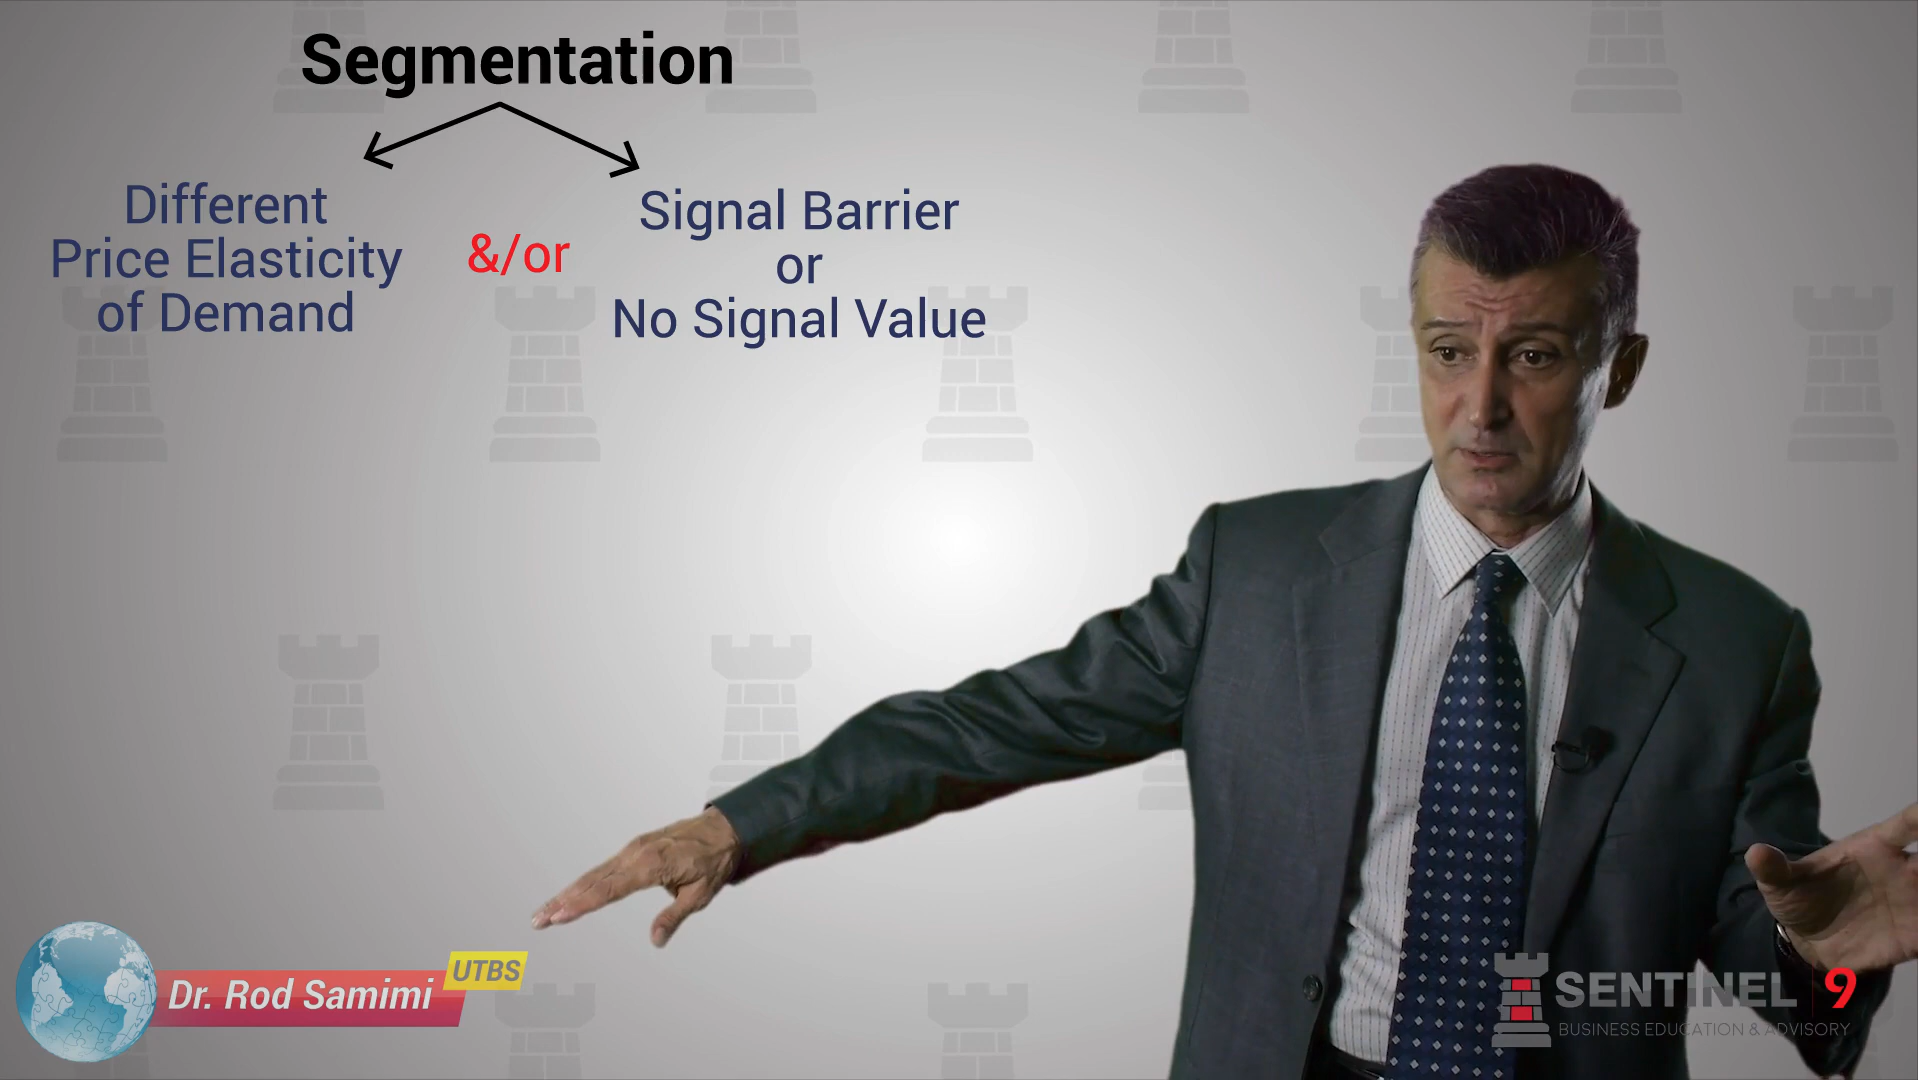 Segmentation
Different
Price Elasticity
of Demand
&/or
Signal Barrier
or
No Signal Value
Dr. Rod Samimi
UTBS
SENTINEL 9
BUSINESS EDUCATION & ADVISORY